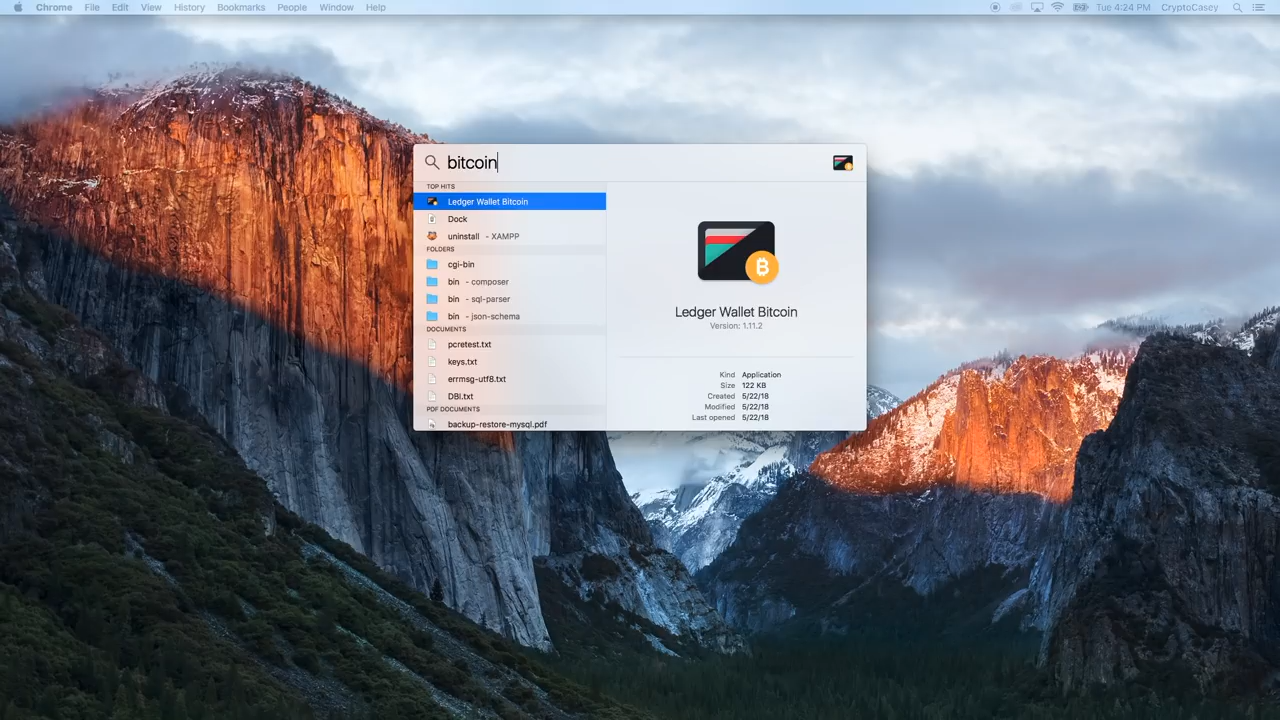 Chrome File Edit View History Bookmarks People Window Help Tue 4:24 PM CryptoCasey
bitcoin
TOP HITS
Ledger Wallet Bitcoin
Dock
uninstall - XAMPP
FOLDERS
cgi-bin
bin - composer
bin - sql-parser
bin - json-schema
DOCUMENTS
pcretest.txt
keys.txt
errmsg-utf8.txt
DBI.txt
PDF DOCUMENTS
backup-restore-mysql.pdf
Ledger Wallet Bitcoin
Version: 1.11.2
Kind Application
Size 122 KB
Created 5/22/18
Modified 5/22/18
Last opened 5/22/18